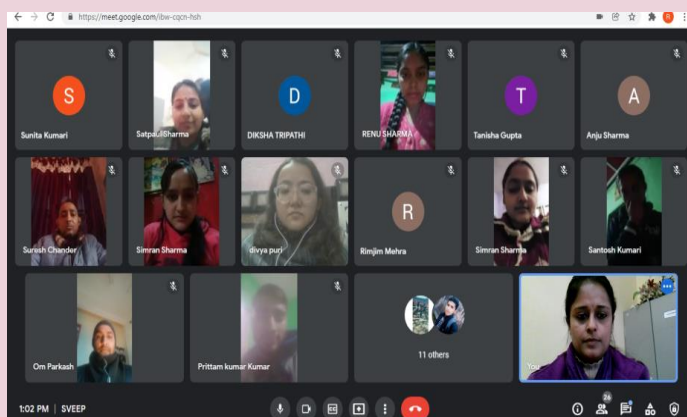 https://meet.google.com/ibw-cqcn-hsh
R
S
D
T
A
Sunita Kumari
Satpaul Sharma
DIKSHA TRIPATHI
RENU SHARMA
Tanisha Gupta
Anju Sharma
R
Suresh Chander
Simran Sharma
divya puri
Rimjim Mehra
Simran Sharma
Santosh Kumari
Om Parkash
Prittam kumar Kumar
11 others
You
1:02 PM | SVEEP
26